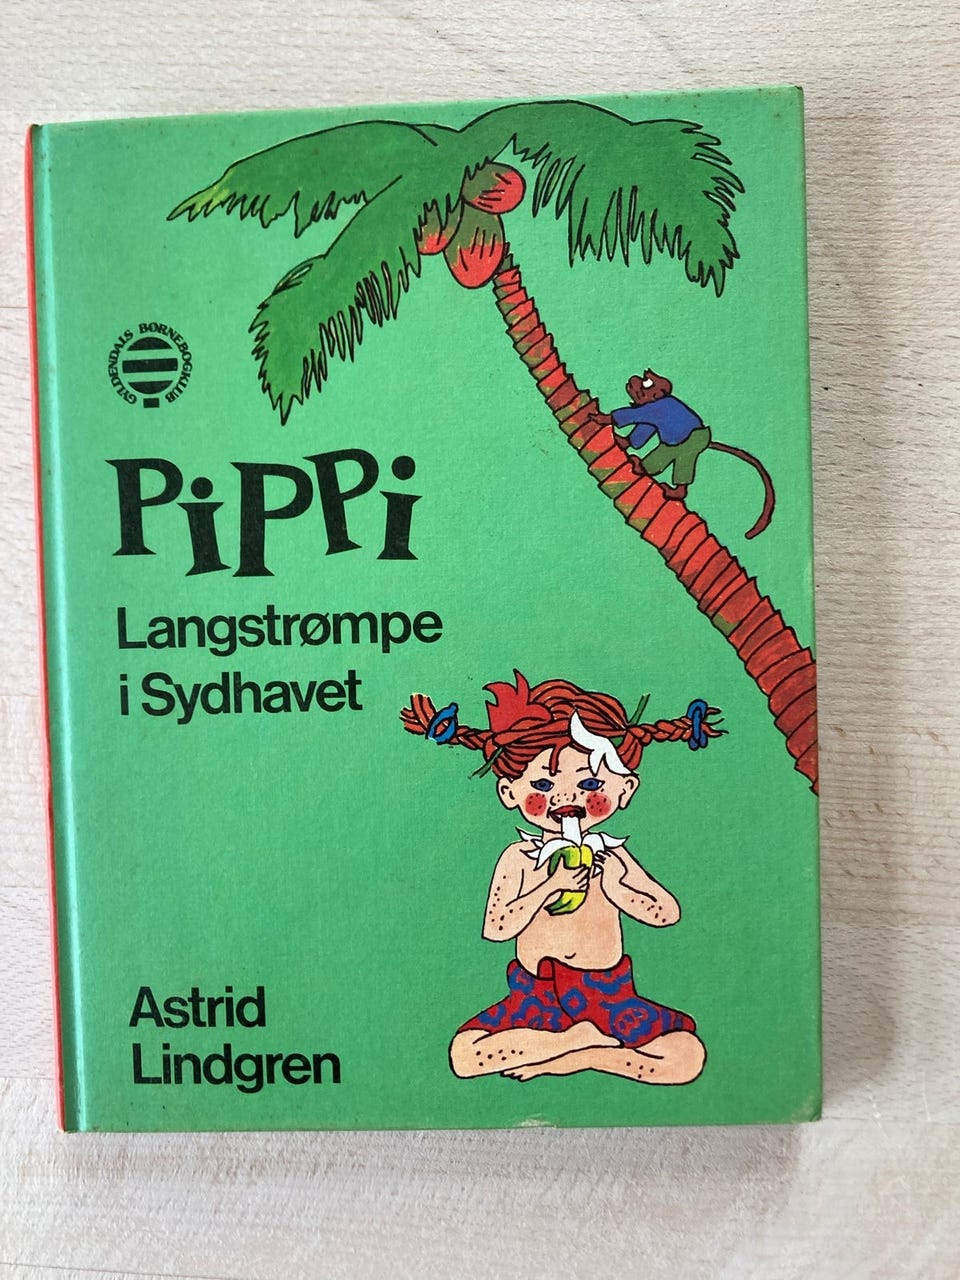 GYLDENDALS BØRNEBOGKLUB
PiPPi
Langstrømpe
i Sydhavet
Astrid
Lindgren